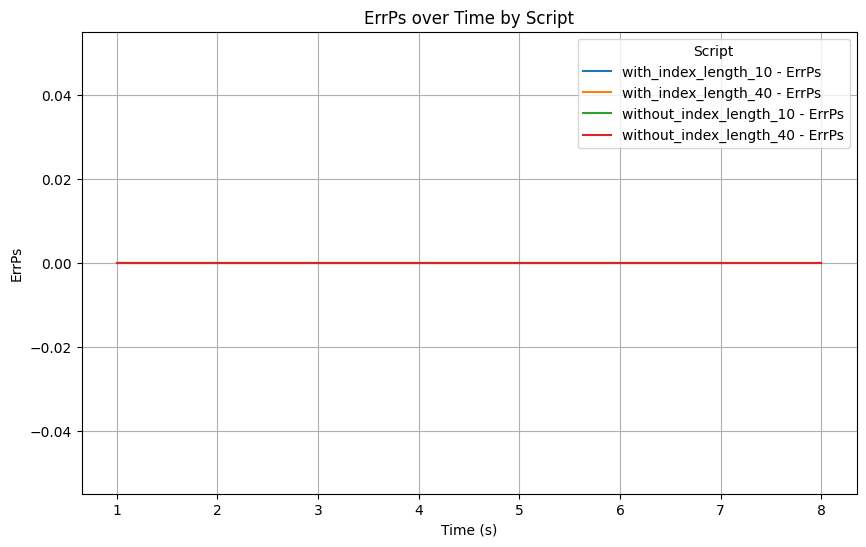 ErrPs over Time by Script
Script
with_index_length_10 - ErrPs
with_index_length_40 - ErrPs
without_index_length_10 - ErrPs
without_index_length_40 - ErrPs
ErrPs
0.04
0.02
0.00
−0.02
−0.04
1 2 3 4 5 6 7 8
Time (s)